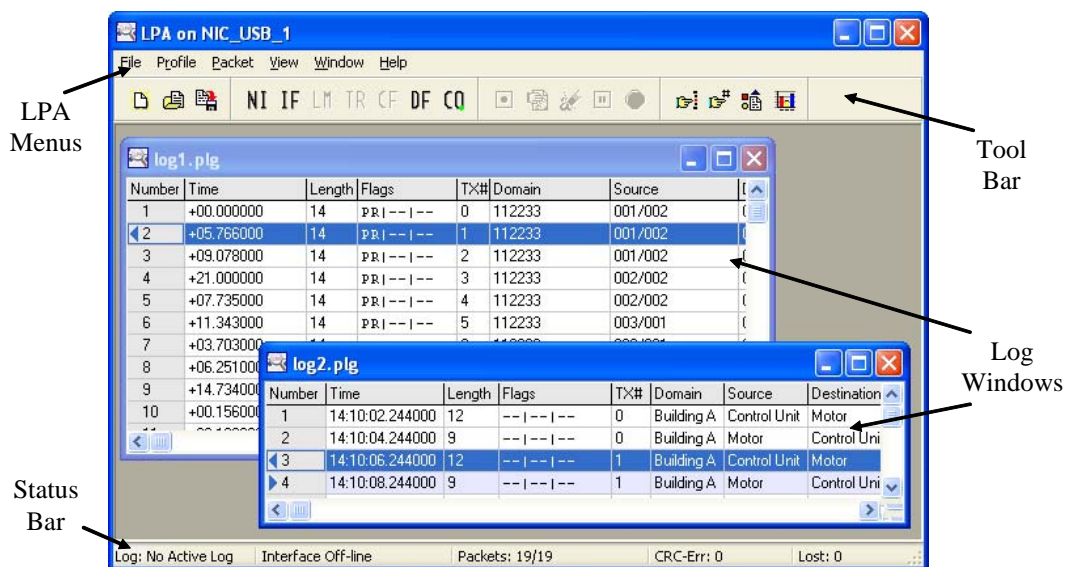 LPA on NIC_USB_1
File Profile Packet View Window Help
NI IF LM TR CF DF CQ
LPA
Menus
Tool
Bar
log1.plg
Number Time Length Flags TX# Domain Source
1 +00.000000 14 PR|--|-- 0 112233 001/002
2 +05.766000 14 PR|--|-- 1 112233 001/002
3 +09.078000 14 PR|--|-- 2 112233 001/002
4 +21.000000 14 PR|--|-- 3 112233 002/002
5 +07.735000 14 PR|--|-- 4 112233 002/002
6 +11.343000 14 PR|--|-- 5 112233 003/001
7 +03.703000
8 +06.251000
9 +14.734000
10 +00.156000
Log
Windows
log2.plg
Number Time Length Flags TX# Domain Source Destination
1 14:10:02.244000 12 --|--|-- 0 Building A Control Unit Motor
2 14:10:04.244000 9 --|--|-- 0 Building A Motor Control Uni
3 14:10:06.244000 12 --|--|-- 1 Building A Control Unit Motor
4 14:10:08.244000 9 --|--|-- 1 Building A Motor Control Uni
Status
Bar
Log: No Active Log Interface Off-line Packets: 19/19 CRC-Err: 0 Lost: 0